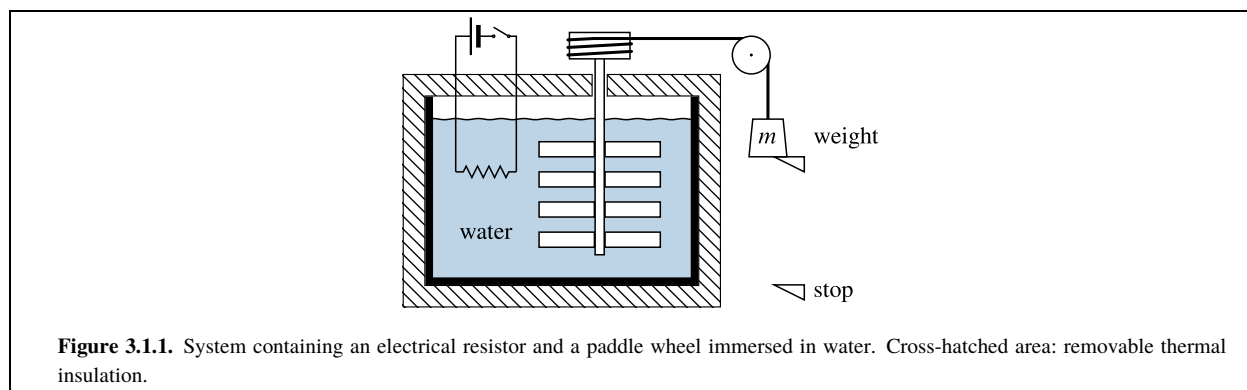 m
weight
water
stop
Figure 3.1.1. System containing an electrical resistor and a paddle wheel immersed in water. Cross-hatched area: removable thermal
insulation.